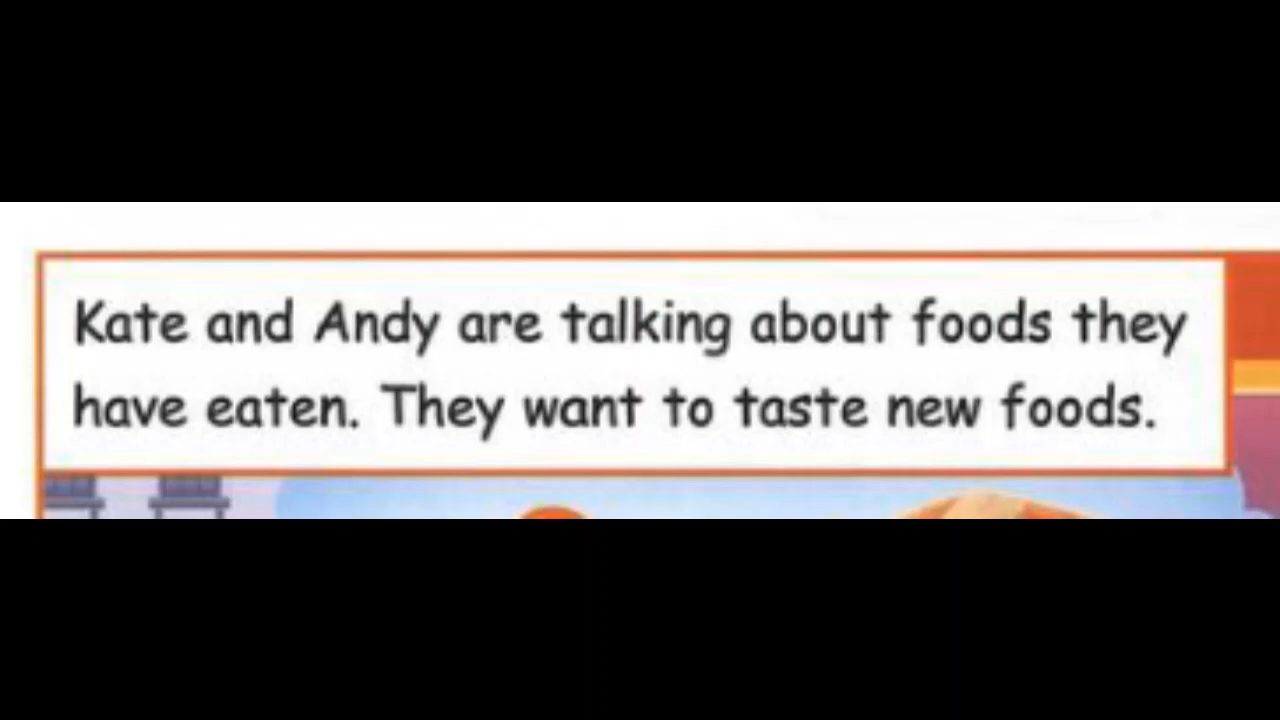 Kate and Andy are talking about foods they
have eaten. They want to taste new foods.